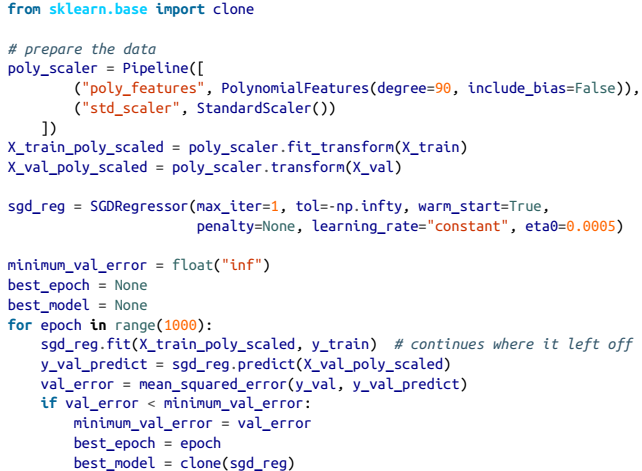 from sklearn.base import clone

# prepare the data
poly_scaler = Pipeline([
        ("poly_features", PolynomialFeatures(degree=90, include_bias=False)),
        ("std_scaler", StandardScaler())
    ])
X_train_poly_scaled = poly_scaler.fit_transform(X_train)
X_val_poly_scaled = poly_scaler.transform(X_val)

sgd_reg = SGDRegressor(max_iter=1, tol=-np.infty, warm_start=True,
                       penalty=None, learning_rate="constant", eta0=0.0005)

minimum_val_error = float("inf")
best_epoch = None
best_model = None
for epoch in range(1000):
    sgd_reg.fit(X_train_poly_scaled, y_train)  # continues where it left off
    y_val_predict = sgd_reg.predict(X_val_poly_scaled)
    val_error = mean_squared_error(y_val, y_val_predict)
    if val_error < minimum_val_error:
        minimum_val_error = val_error
        best_epoch = epoch
        best_model = clone(sgd_reg)